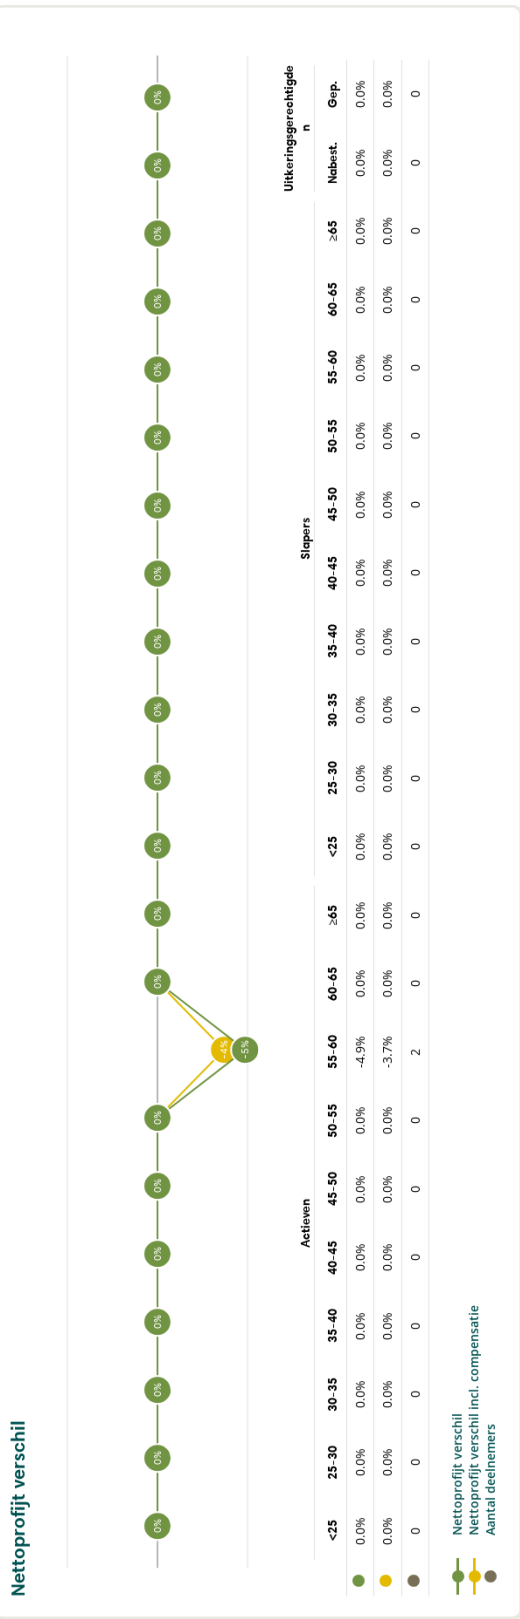 Nettoprofijt verschil
0% 0% 0% 0% 0% 0% 0% 0% 0% 0% 0% 0% 0% 0% 0% 0% 0% 0% 0% 0% 0%
-4%
-5%
Actieven Slapers Uitkeringsgerechtigde
n
<25 25-30 30-35 35-40 40-45 45-50 50-55 55-60 60-65 ≥65 <25 25-30 30-35 35-40 40-45 45-50 50-55 55-60 60-65 ≥65 Nabest. Gep.
0.0% 0.0% 0.0% 0.0% 0.0% 0.0% 0.0% -4.9% 0.0% 0.0% 0.0% 0.0% 0.0% 0.0% 0.0% 0.0% 0.0% 0.0% 0.0% 0.0% 0.0% 0.0%
0.0% 0.0% 0.0% 0.0% 0.0% 0.0% 0.0% -3.7% 0.0% 0.0% 0.0% 0.0% 0.0% 0.0% 0.0% 0.0% 0.0% 0.0% 0.0% 0.0% 0.0% 0.0%
0 0 0 0 0 0 0 2 0 0 0 0 0 0 0 0 0 0 0 0 0 0
Nettoprofijt verschil
Nettoprofijt verschil incl. compensatie
Aantal deelnemers